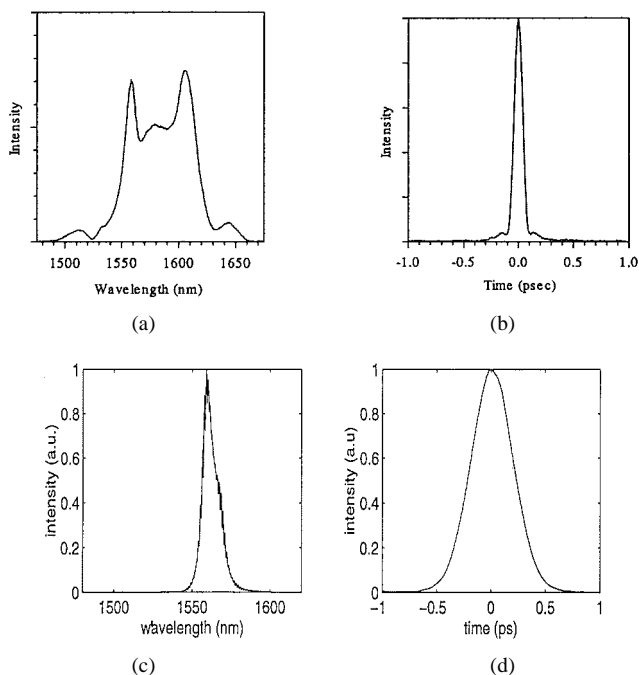 Intensity
1500 1550 1600 1650
Wavelength (nm)
(a)
Intensity
-1.0 -0.5 0.0 0.5 1.0
Time (psec)
(b)
intensity (a.u.)
1
0.8
0.6
0.4
0.2
0
1500 1550 1600
wavelength (nm)
(c)
intensity (a.u)
1
0.8
0.6
0.4
0.2
0
-1 -0.5 0 0.5 1
time (ps)
(d)